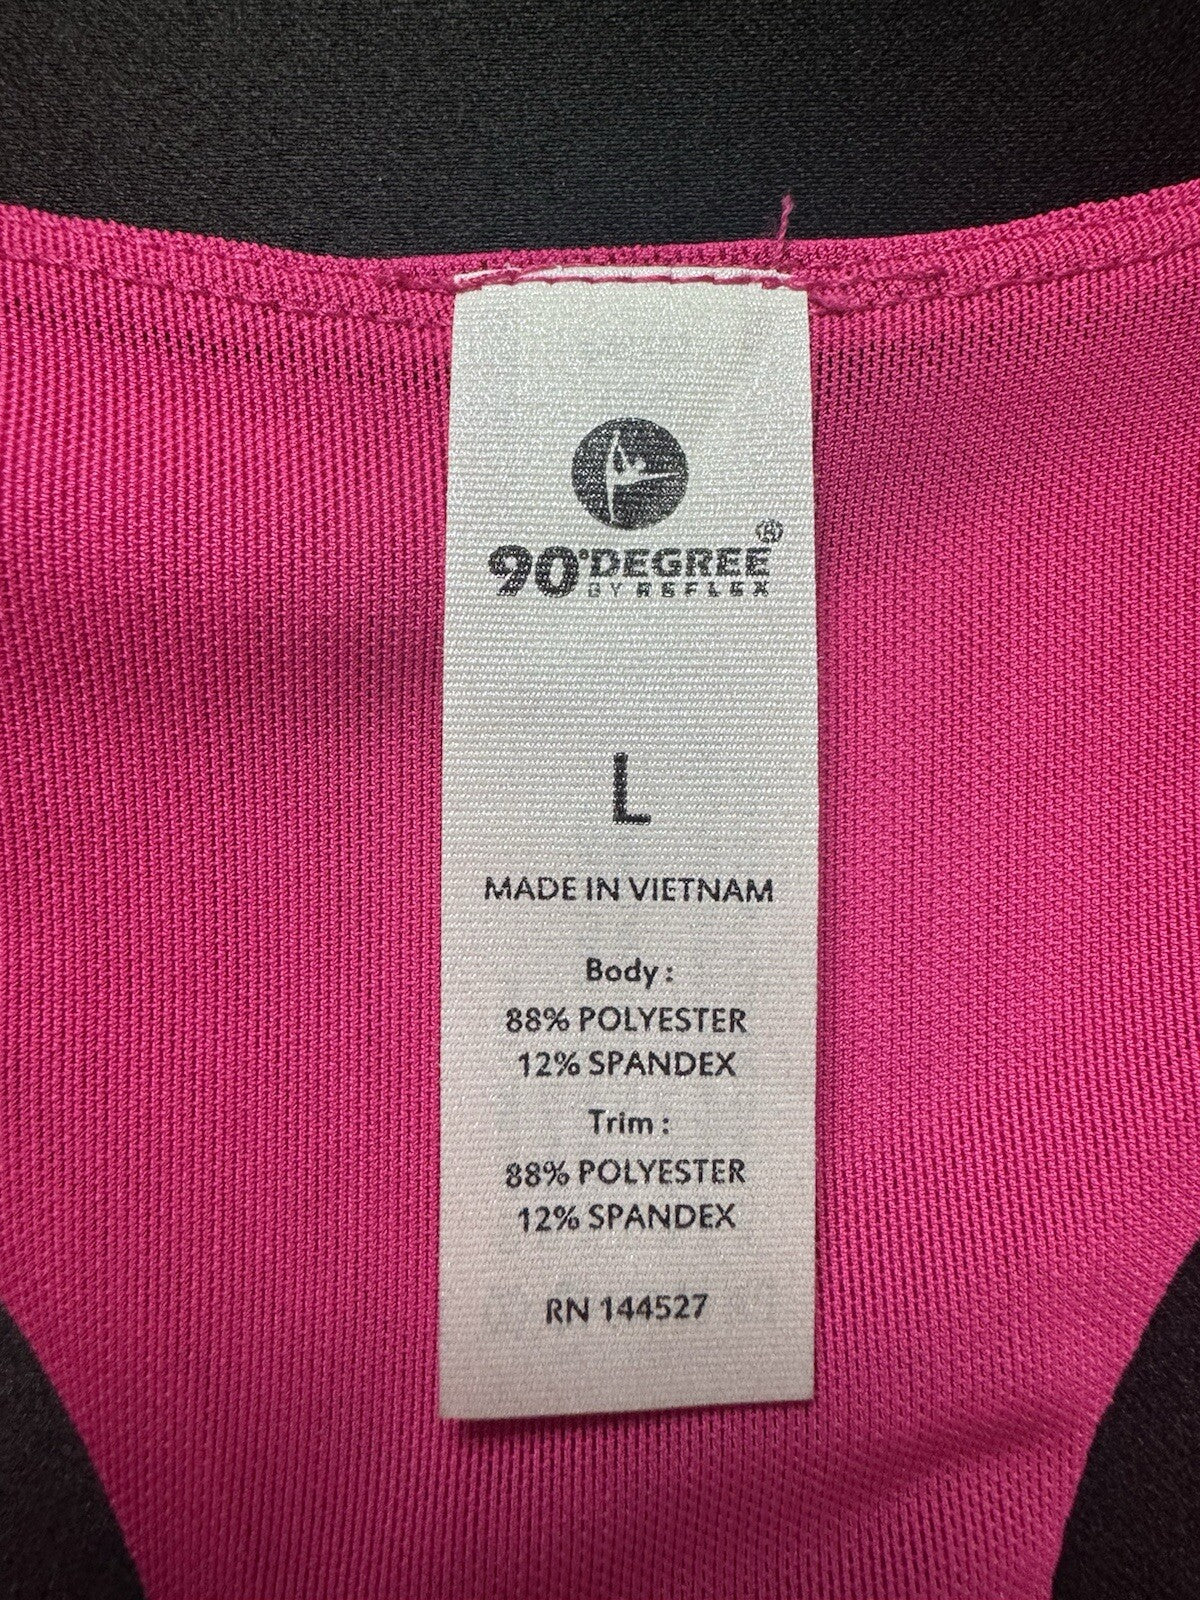 90°DEGREE®
BY REFLEX
L
MADE IN VIETNAM
Body :
88% POLYESTER
12% SPANDEX
Trim :
88% POLYESTER
12% SPANDEX
RN 144527